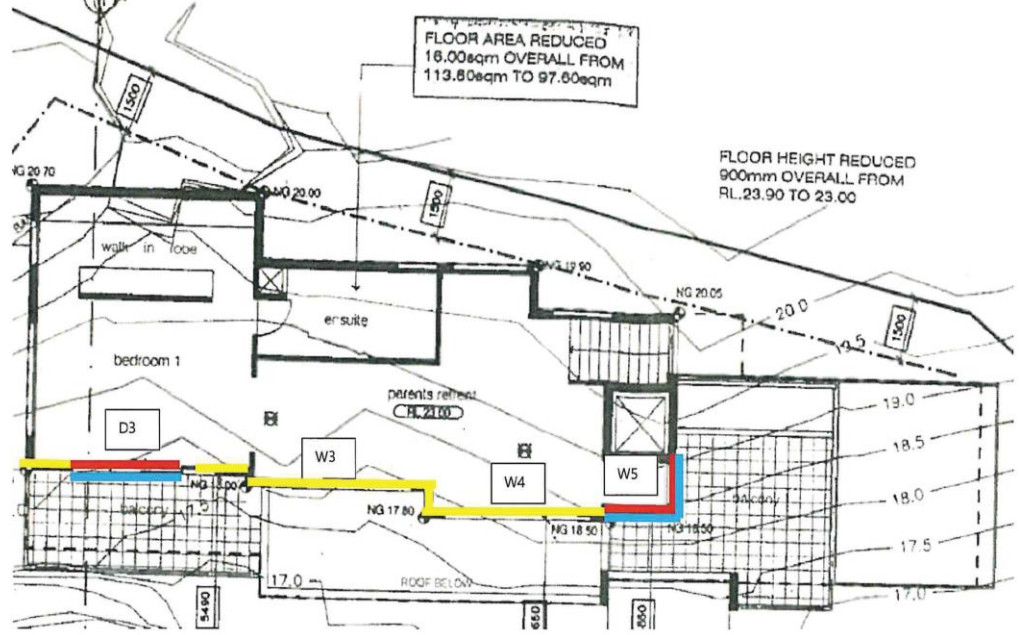 FLOOR AREA REDUCED
16.00sqm OVERALL FROM
113.60sqm TO 97.60sqm
FLOOR HEIGHT REDUCED
900mm OVERALL FROM
RL.23.90 TO 23.00
1500
1500
1500
NG 20 70
NG 20.00
NG 19.90
NG 20.05
20.0
19.5
19.0
18.5
18.0
17.5
17.0
walk in robe
ensuite
bedroom 1
parents retreat
RL.23.00
D3
W3
W4
W5
balcony
balcony
NG 17.80
NG 18 50
NG 18.50
17.0
ROOF BELOW
5490